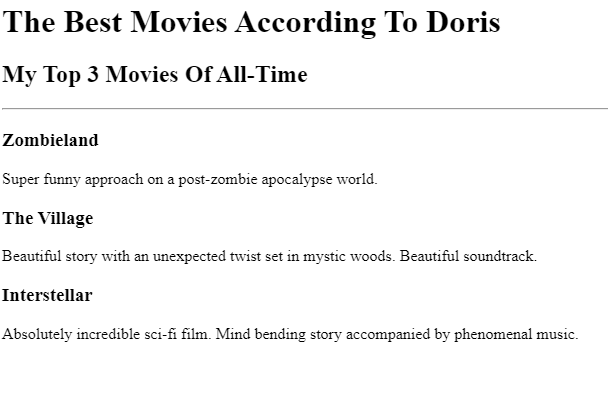 The Best Movies According To Doris
My Top 3 Movies Of All-Time
Zombieland
Super funny approach on a post-zombie apocalypse world.
The Village
Beautiful story with an unexpected twist set in mystic woods. Beautiful soundtrack.
Interstellar
Absolutely incredible sci-fi film. Mind bending story accompanied by phenomenal music.